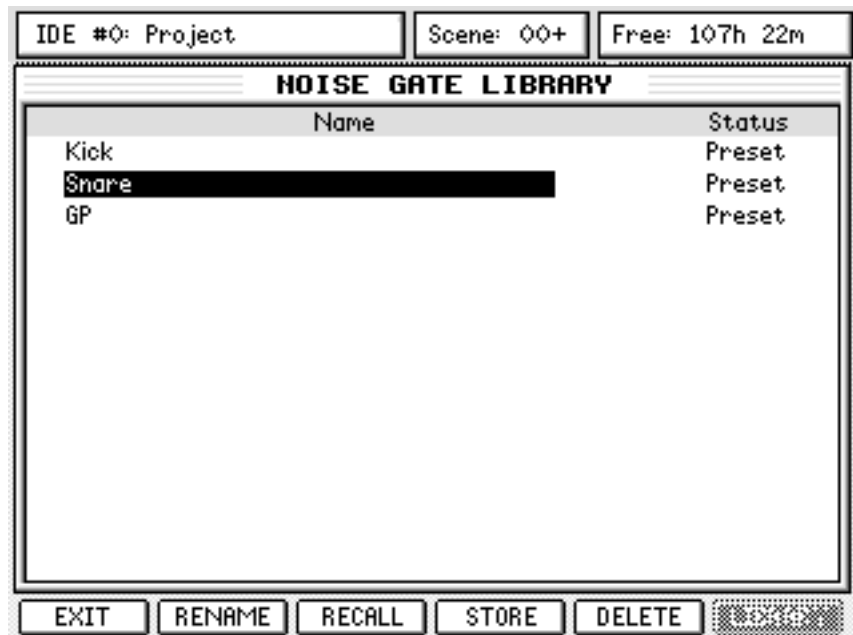 IDE #0: Project Scene: 00+ Free: 107h 22m
NOISE GATE LIBRARY
Name Status
Kick Preset
Snare Preset
GP Preset
EXIT RENAME RECALL STORE DELETE